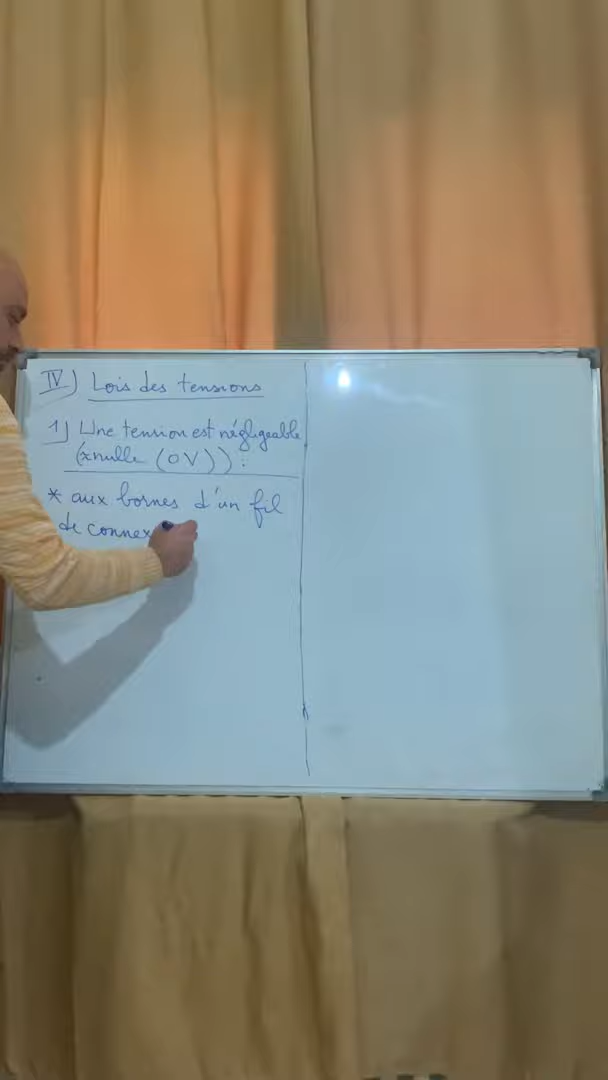 IV) Lois des tensions
1) Une tension est négligeable
(≈nulle (0V)) :
* aux bornes d'un fil
de connex